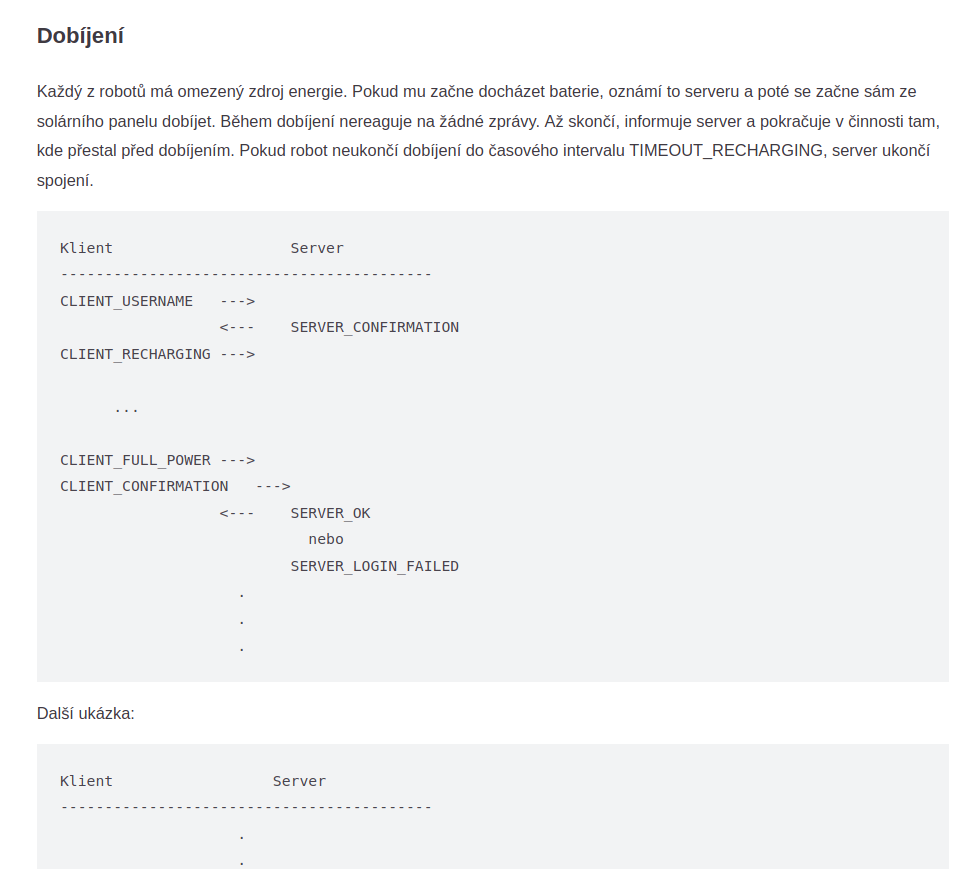 Dobíjení
Každý z robotů má omezený zdroj energie. Pokud mu začne docházet baterie, oznámí to serveru a poté se začne sám ze
solárního panelu dobíjet. Během dobíjení nereaguje na žádné zprávy. Až skončí, informuje server a pokračuje v činnosti tam,
kde přestal před dobíjením. Pokud robot neukončí dobíjení do časového intervalu TIMEOUT_RECHARGING, server ukončí
spojení.
Klient                    Server
------------------------------------------
CLIENT_USERNAME   --->
                  <---    SERVER_CONFIRMATION
CLIENT_RECHARGING --->
      ...
CLIENT_FULL_POWER --->
CLIENT_CONFIRMATION   --->
                  <---    SERVER_OK
                            nebo
                          SERVER_LOGIN_FAILED
                    .
                    .
                    .
Další ukázka:
Klient                  Server
------------------------------------------
                    .
                    .